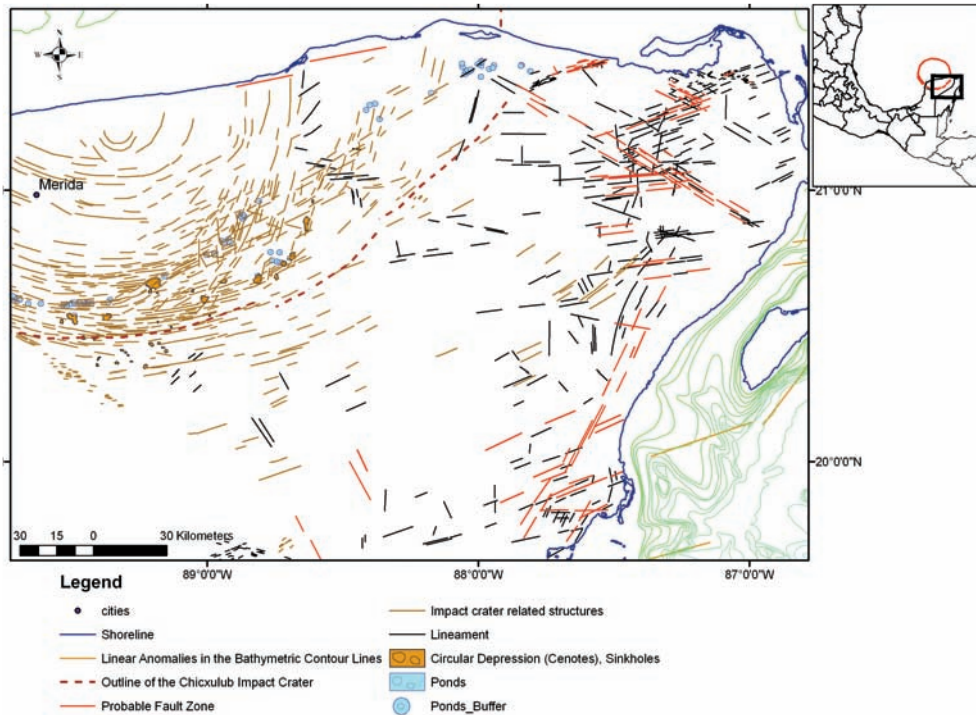 N
W E
S
Merida
21°0'0"N
20°0'0"N
30 15 0 30 Kilometers
89°0'0"W 88°0'0"W 87°0'0"W
Legend
cities
Shoreline
Linear Anomalies in the Bathymetric Contour Lines
Outline of the Chicxulub Impact Crater
Probable Fault Zone
Impact crater related structures
Lineament
Circular Depression (Cenotes), Sinkholes
Ponds
Ponds_Buffer